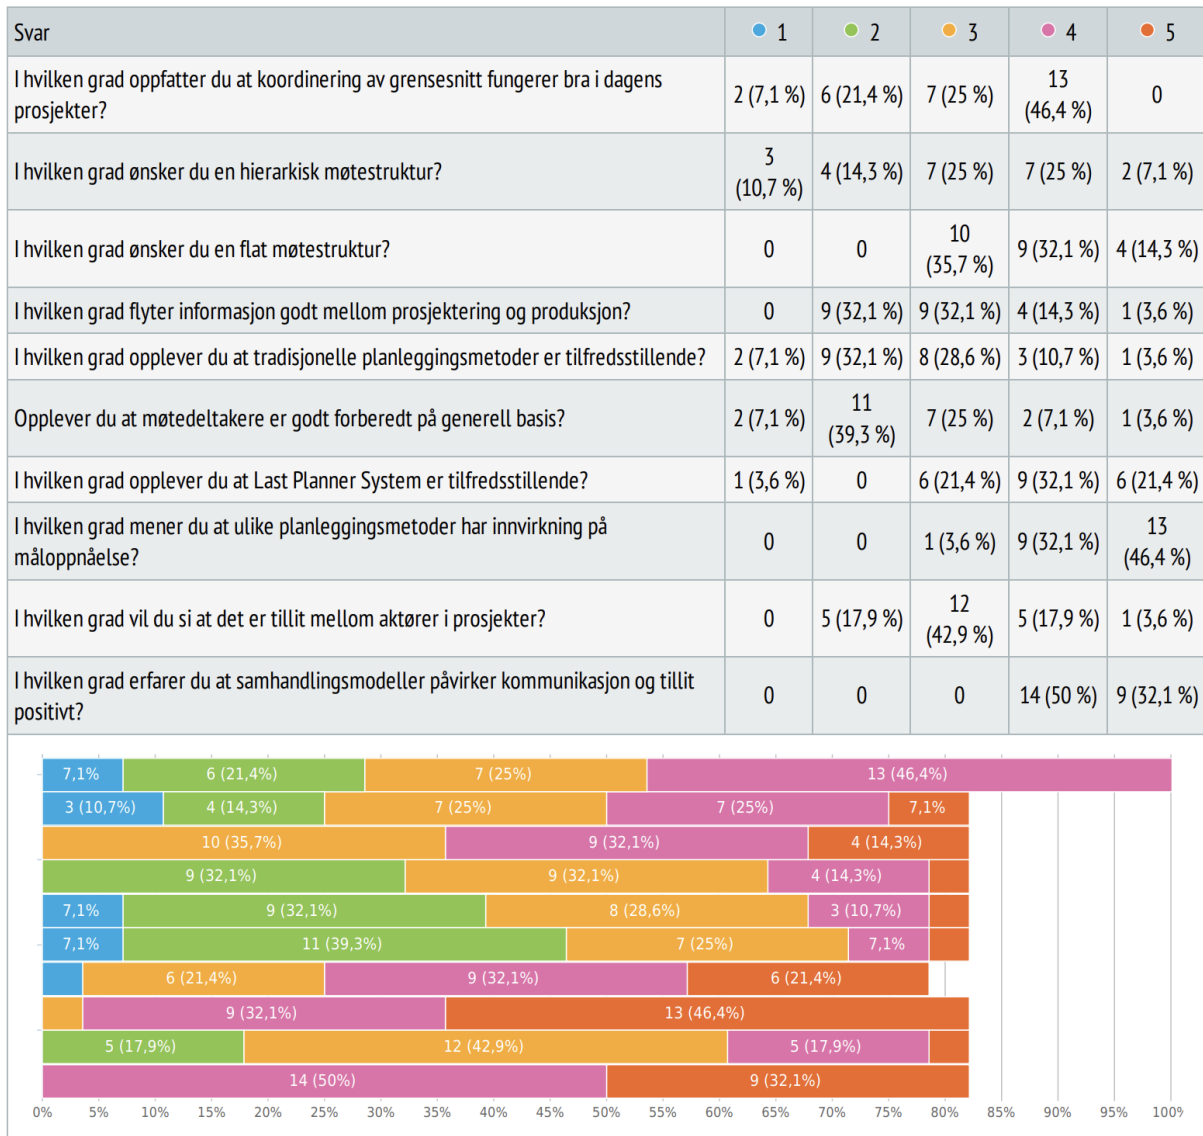 Svar 1 2 3 4 5
I hvilken grad oppfatter du at koordinering av grensesnitt fungerer bra i dagens
prosjekter? 2 (7,1 %) 6 (21,4 %) 7 (25 %) 13
(46,4 %) 0
I hvilken grad ønsker du en hierarkisk møtestruktur? 3
(10,7 %) 4 (14,3 %) 7 (25 %) 7 (25 %) 2 (7,1 %)
I hvilken grad ønsker du en flat møtestruktur? 0 0 10
(35,7 %) 9 (32,1 %) 4 (14,3 %)
I hvilken grad flyter informasjon godt mellom prosjektering og produksjon? 0 9 (32,1 %) 9 (32,1 %) 4 (14,3 %) 1 (3,6 %)
I hvilken grad opplever du at tradisjonelle planleggingsmetoder er tilfredsstillende? 2 (7,1 %) 9 (32,1 %) 8 (28,6 %) 3 (10,7 %) 1 (3,6 %)
Opplever du at møtedeltakere er godt forberedt på generell basis? 2 (7,1 %) 11
(39,3 %) 7 (25 %) 2 (7,1 %) 1 (3,6 %)
I hvilken grad opplever du at Last Planner System er tilfredsstillende? 1 (3,6 %) 0 6 (21,4 %) 9 (32,1 %) 6 (21,4 %)
I hvilken grad mener du at ulike planleggingsmetoder har innvirkning på
måloppnåelse? 0 0 1 (3,6 %) 9 (32,1 %) 13
(46,4 %)
I hvilken grad vil du si at det er tillit mellom aktører i prosjekter? 0 5 (17,9 %) 12
(42,9 %) 5 (17,9 %) 1 (3,6 %)
I hvilken grad erfarer du at samhandlingsmodeller påvirker kommunikasjon og tillit
positivt? 0 0 0 14 (50 %) 9 (32,1 %)
7,1% 6 (21,4%) 7 (25%) 13 (46,4%)
3 (10,7%) 4 (14,3%) 7 (25%) 7 (25%) 7,1%
10 (35,7%) 9 (32,1%) 4 (14,3%)
9 (32,1%) 9 (32,1%) 4 (14,3%)
7,1% 9 (32,1%) 8 (28,6%) 3 (10,7%)
7,1% 11 (39,3%) 7 (25%) 7,1%
6 (21,4%) 9 (32,1%) 6 (21,4%)
9 (32,1%) 13 (46,4%)
5 (17,9%) 12 (42,9%) 5 (17,9%)
14 (50%) 9 (32,1%)
0% 5% 10% 15% 20% 25% 30% 35% 40% 45% 50% 55% 60% 65% 70% 75% 80% 85% 90% 95% 100%